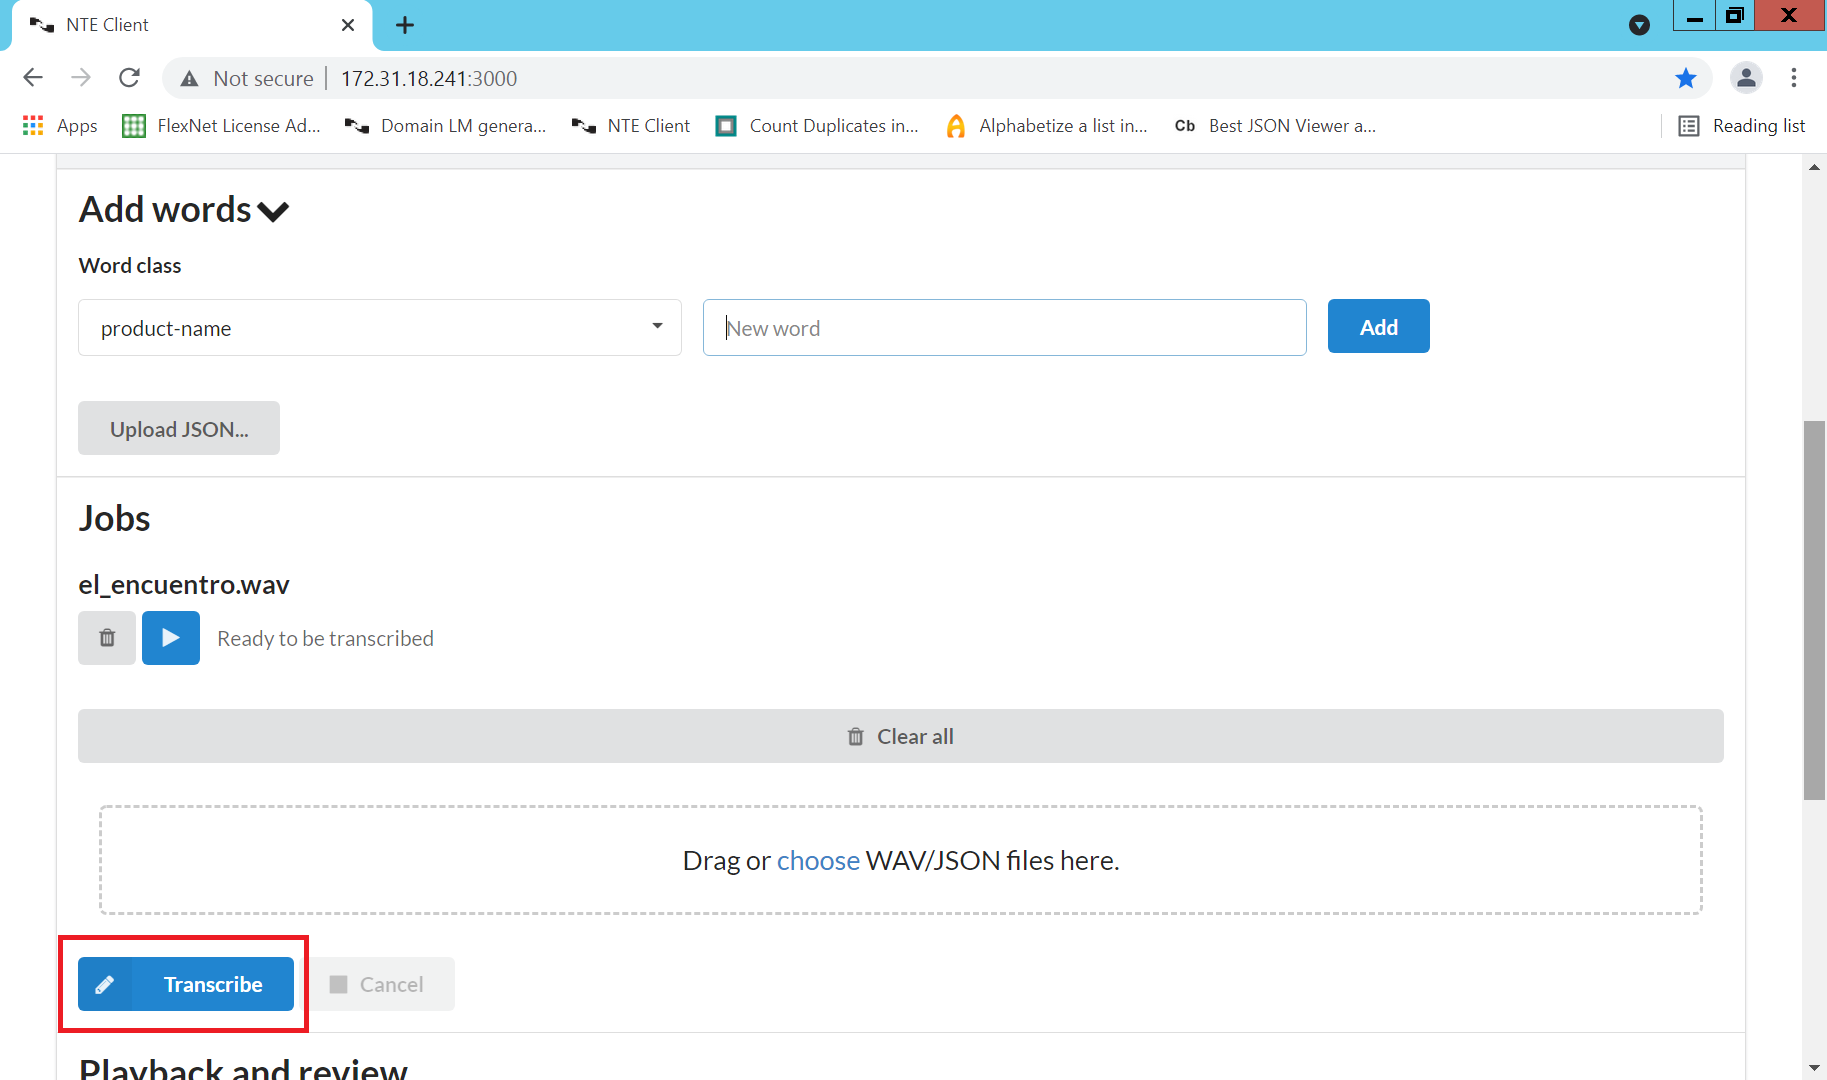 NTE Client
Not secure 172.31.18.241:3000
Apps FlexNet License Ad... Domain LM genera... NTE Client Count Duplicates in... Alphabetize a list in... Cb Best JSON Viewer a... Reading list
Add words
Word class
product-name New word Add
Upload JSON...
Jobs
el_encuentro.wav
Ready to be transcribed
Clear all
Drag or choose WAV/JSON files here.
Transcribe Cancel
Playback and review